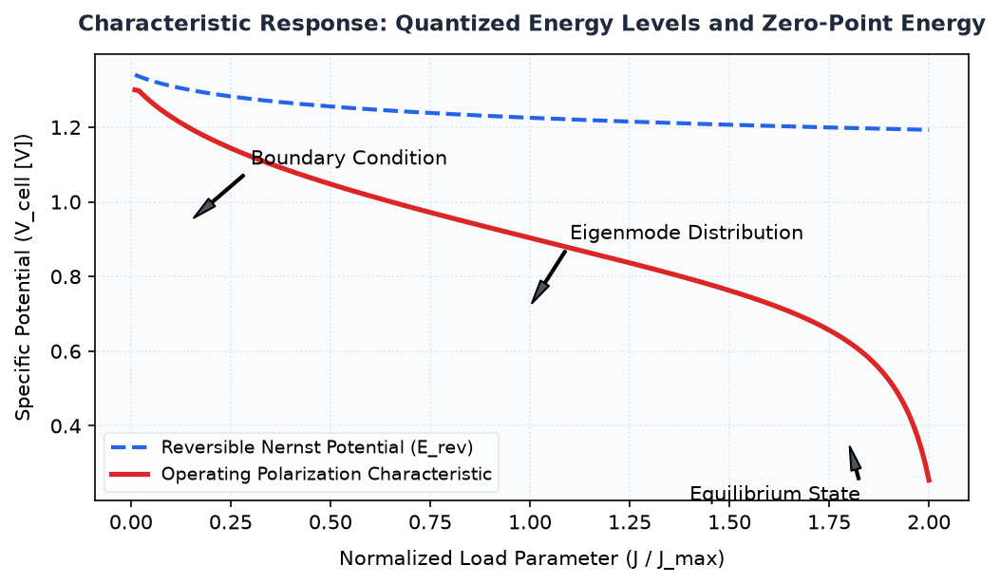 Characteristic Response: Quantized Energy Levels and Zero-Point Energy
Specific Potential (V_cell [V])
1.2
1.0
0.8
0.6
0.4
Boundary Condition
Eigenmode Distribution
Equilibrium State
Reversible Nernst Potential (E_rev)
Operating Polarization Characteristic
0.00 0.25 0.50 0.75 1.00 1.25 1.50 1.75 2.00
Normalized Load Parameter (J / J_max)